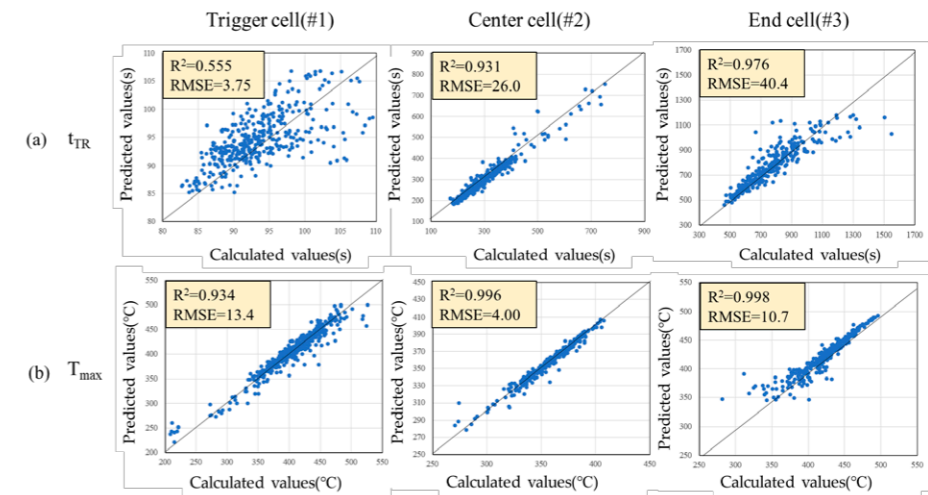 Trigger cell(#1) Center cell(#2) End cell(#3)
(a) tTR
R²=0.555
RMSE=3.75
Predicted values(s)
110
105
100
95
90
85
80
80 85 90 95 100 105 110
Calculated values(s)
R²=0.931
RMSE=26.0
Predicted values(s)
900
800
700
600
500
400
300
200
100
100 300 500 700 900
Calculated values(s)
R²=0.976
RMSE=40.4
Predicted values(s)
1700
1500
1300
1100
900
700
500
300
300 500 700 900 1100 1300 1500 1700
Calculated values(s)
(b) Tmax
R²=0.934
RMSE=13.4
Predicted values(℃)
550
500
450
400
350
300
250
200
200 250 300 350 400 450 500 550
Calculated values(℃)
R²=0.996
RMSE=4.00
Predicted values(℃)
450
430
410
390
370
350
330
310
290
270
250
250 300 350 400 450
Calculated values(℃)
R²=0.998
RMSE=10.7
Predicted values(℃)
550
500
450
400
350
300
250
250 300 350 400 450 500 550
Calculated values(℃)